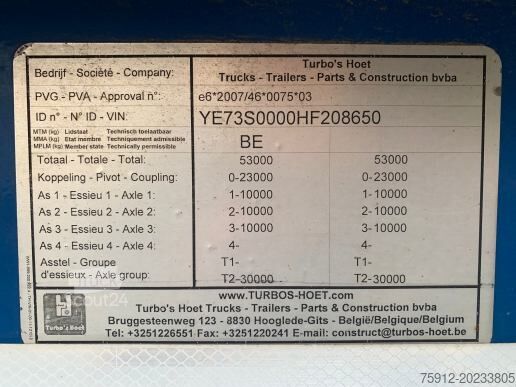 Bedrijf - Société - Company: Turbo's Hoet
Trucks - Trailers - Parts & Construction bvba
PVG - PVA - Approval n°: e6*2007/46*0075*03
ID n° - N° ID - VIN: YE73S0000HF208650
MTM (kg) Lidstaat Technisch toelaatbaar
MMA (kg) Etat membre Techniquement admissible
MPLM (kg) Member state Technically permissible
BE
Totaal - Totale - Total: 53000 53000
Koppeling - Pivot - Coupling: 0-23000 0-23000
As 1 - Essieu 1 - Axle 1: 1-10000 1-10000
As 2 - Essieu 2 - Axle 2: 2-10000 2-10000
As 3 - Essieu 3 - Axle 3: 3-10000 3-10000
As 4 - Essieu 4 - Axle 4: 4- 4-
Asstel - Groupe T1- T1-
d'essieux - Axle group: T2-30000 T2-30000
Turbo's Hoet
www.TURBOS-HOET.com
Turbo's Hoet Trucks - Trailers - Parts & Construction bvba
Bruggesteenweg 123 - 8830 Hooglede-Gits - België/Belgique/Belgium
Tel: +3251226551 Fax: +3251220241 E-mail: construct@turbos-hoet.be
75912-20233805